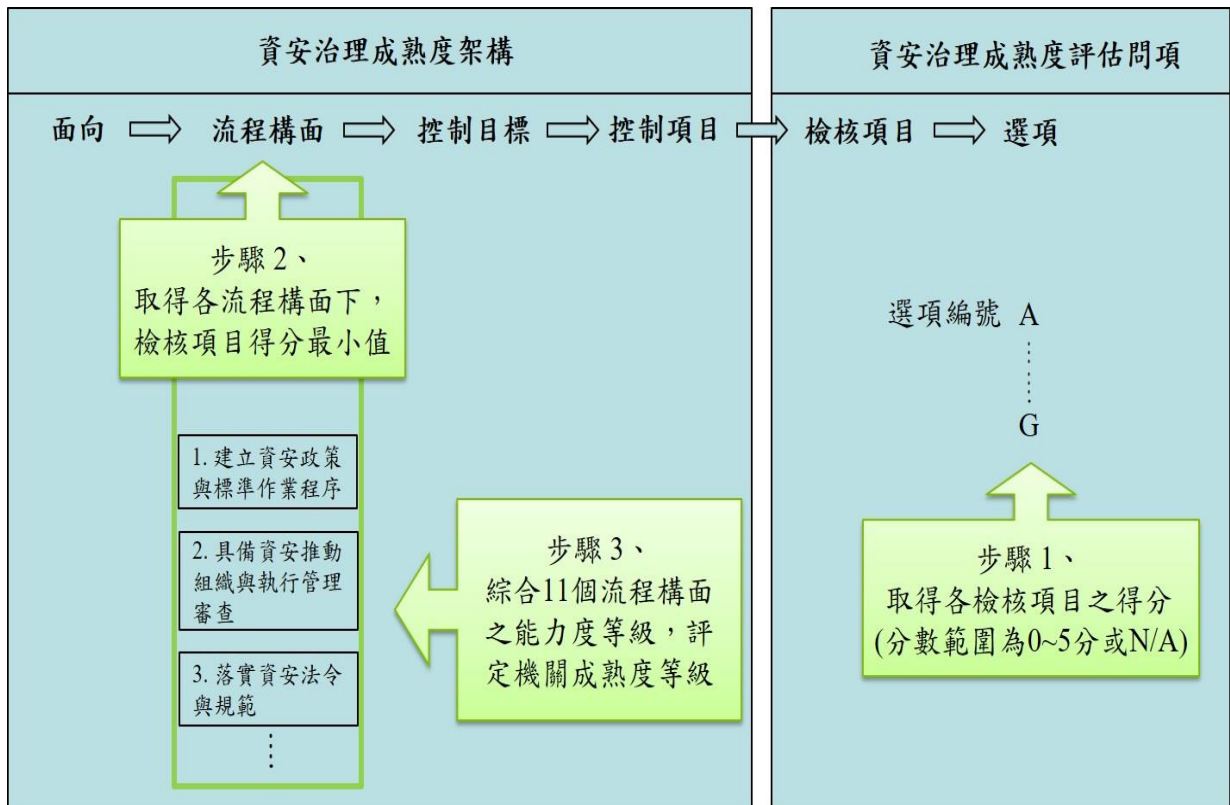 資安治理成熟度架構
資安治理成熟度評估問項
面向 流程構面 控制目標 控制項目 檢核項目 選項
步驟 2、
取得各流程構面下，
檢核項目得分最小值
選項編號 A
G
1. 建立資安政策
與標準作業程序
2. 具備資安推動
組織與執行管理
審查
3. 落實資安法令
與規範
步驟 3、
綜合11個流程構面
之能力度等級，評
定機關成熟度等級
步驟 1、
取得各檢核項目之得分
(分數範圍為0~5分或N/A)